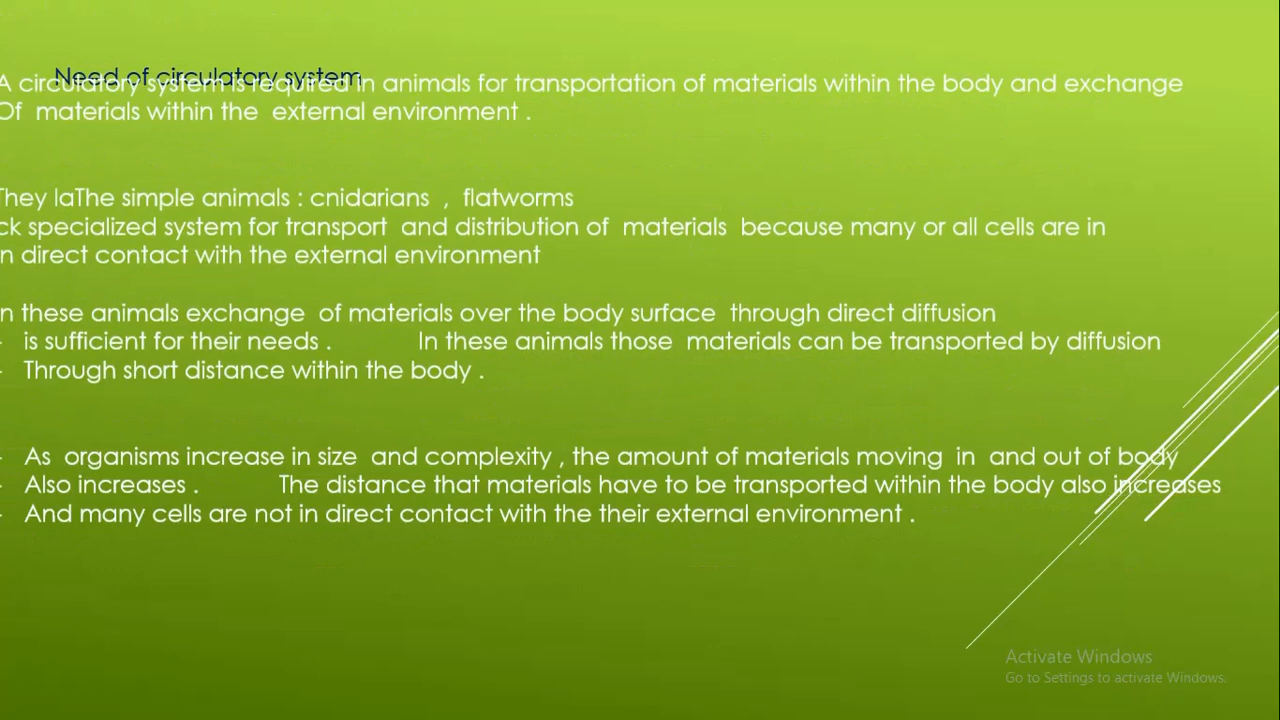 Need of circulatory system
A circulatory system is required in animals for transportation of materials within the body and exchange
Of materials within the external environment .
They laThe simple animals : cnidarians , flatworms
ck specialized system for transport and distribution of materials because many or all cells are in
n direct contact with the external environment
n these animals exchange of materials over the body surface through direct diffusion
- is sufficient for their needs . In these animals those materials can be transported by diffusion
- Through short distance within the body .
- As organisms increase in size and complexity , the amount of materials moving in and out of body
- Also increases . The distance that materials have to be transported within the body also increases
- And many cells are not in direct contact with the their external environment .
Activate Windows
Go to Settings to activate Windows.